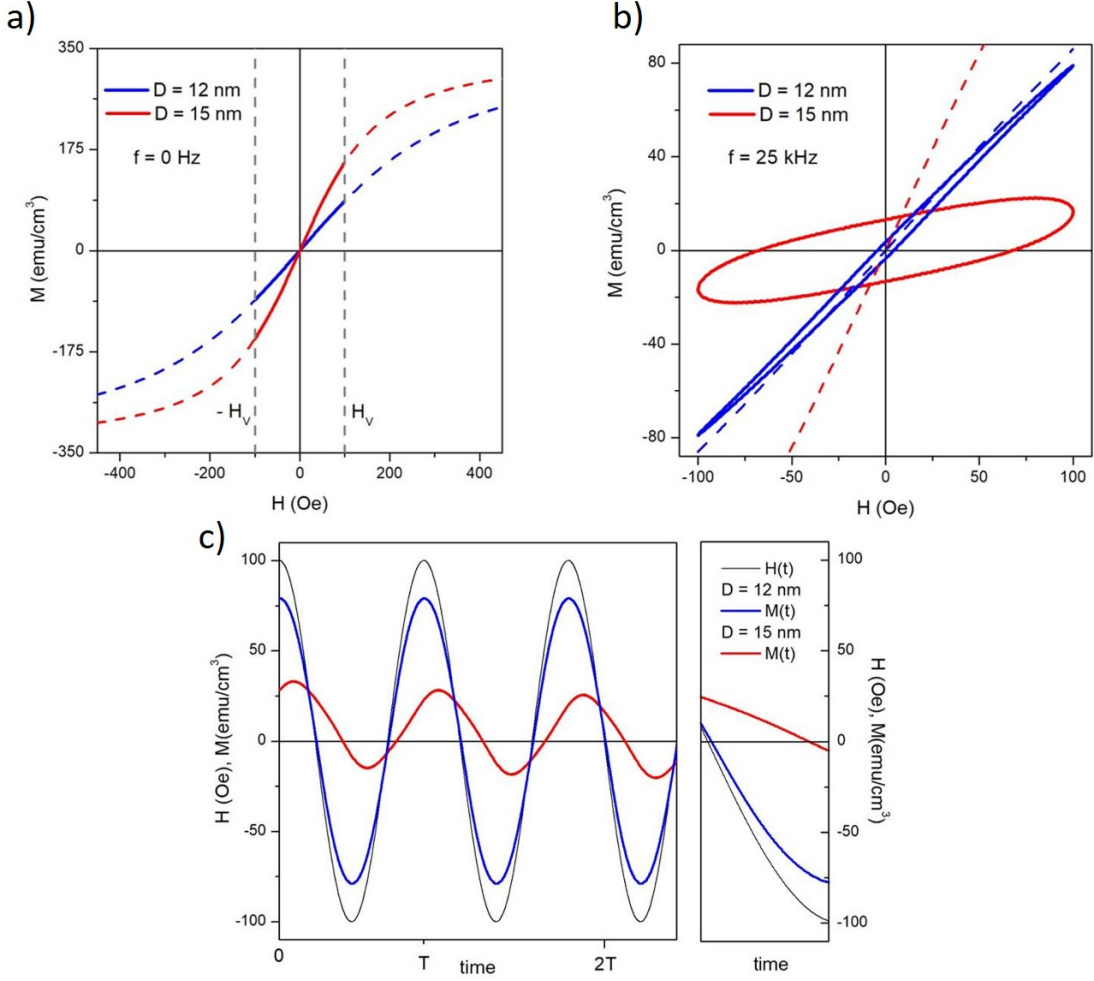 a)
350
175
0
-175
-350
M (emu/cm³)
D = 12 nm
D = 15 nm
f = 0 Hz
- H_V
H_V
-400
-200
0
200
400
H (Oe)
b)
80
40
0
-40
-80
M (emu/cm³)
D = 12 nm
D = 15 nm
f = 25 kHz
-100
-50
0
50
100
H (Oe)
c)
100
50
0
-50
-100
H (Oe), M(emu/cm³)
0
T
time
2T
H(t)
D = 12 nm
M(t)
D = 15 nm
M(t)
100
50
0
-50
-100
H (Oe), M(emu/cm³)
time